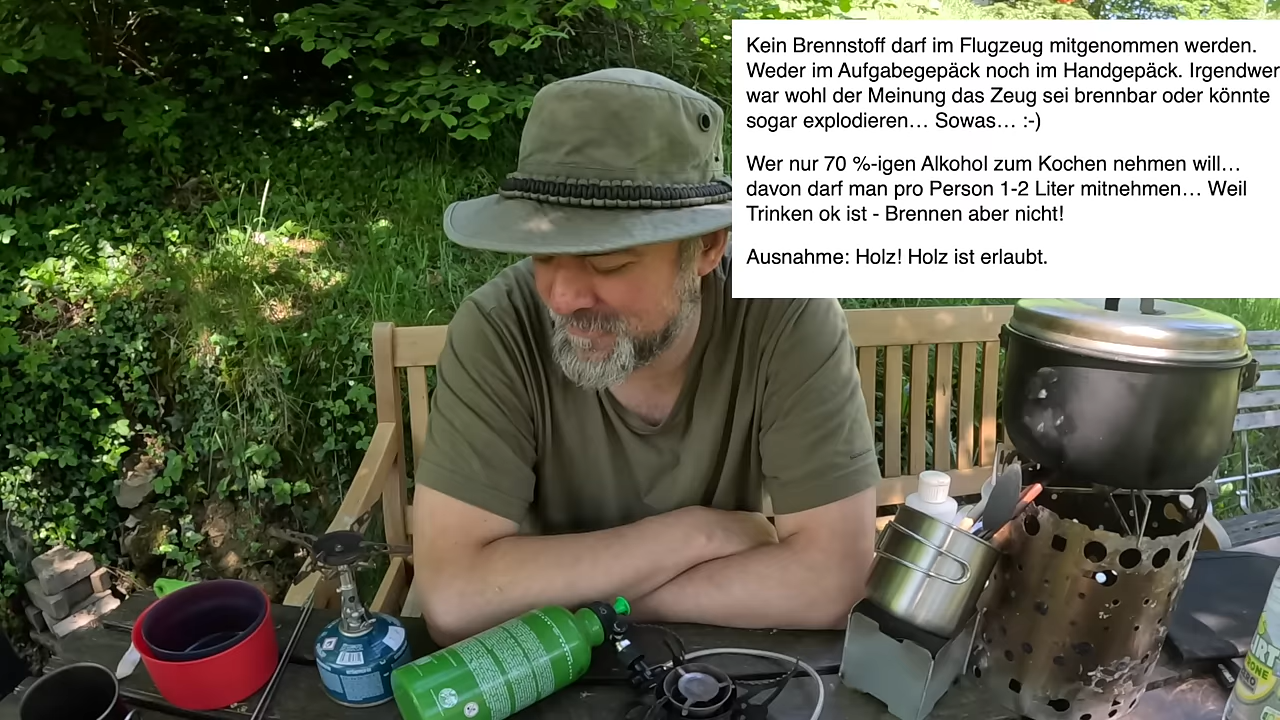 Kein Brennstoff darf im Flugzeug mitgenommen werden.
Weder im Aufgabegepäck noch im Handgepäck. Irgendwer
war wohl der Meinung das Zeug sei brennbar oder könnte
sogar explodieren… Sowas… :-)
Wer nur 70 %-igen Alkohol zum Kochen nehmen will…
davon darf man pro Person 1-2 Liter mitnehmen… Weil
Trinken ok ist - Brennen aber nicht!
Ausnahme: Holz! Holz ist erlaubt.